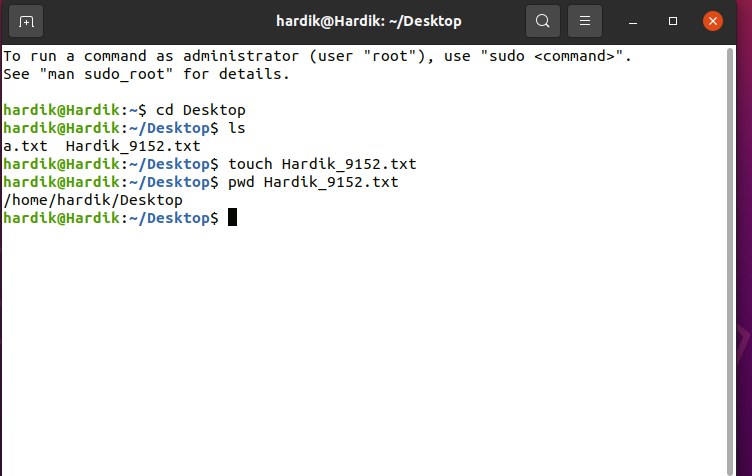 hardik@Hardik: ~/Desktop
To run a command as administrator (user "root"), use "sudo <command>".
See "man sudo_root" for details.
hardik@Hardik:~$ cd Desktop
hardik@Hardik:~/Desktop$ ls
a.txt  Hardik_9152.txt
hardik@Hardik:~/Desktop$ touch Hardik_9152.txt
hardik@Hardik:~/Desktop$ pwd Hardik_9152.txt
/home/hardik/Desktop
hardik@Hardik:~/Desktop$